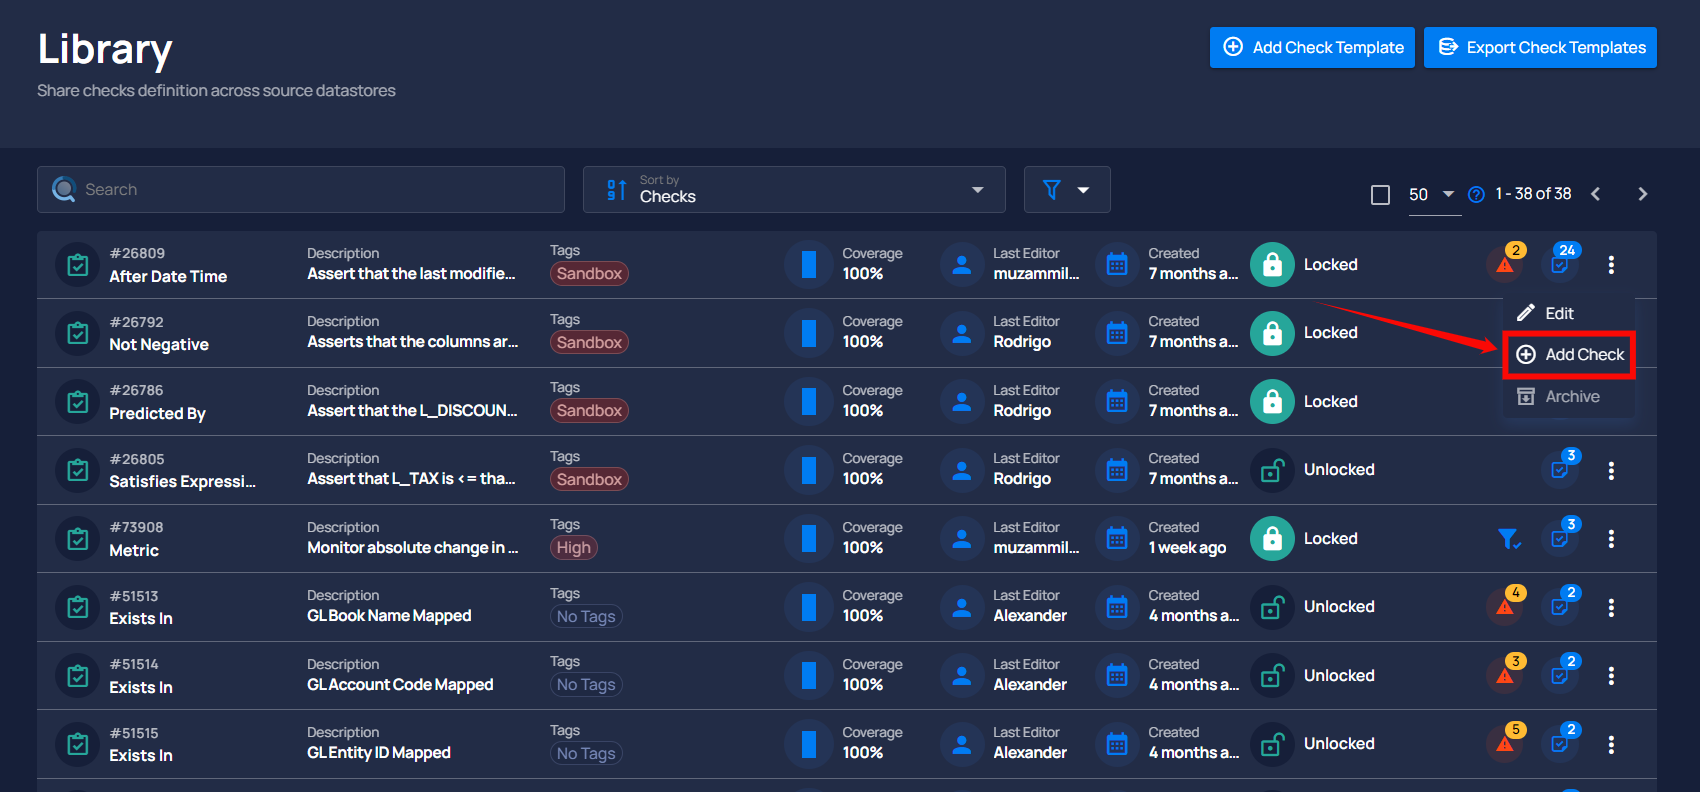 Library
Share checks definition across source datastores
Add Check Template
Export Check Templates
Search
Sort by
Checks
50
1 - 38 of 38
#26809
After Date Time
Description
Assert that the last modifie...
Tags
Sandbox
Coverage
100%
Last Editor
muzammil...
Created
7 months a...
Locked
2
24
Edit
Add Check
Archive
#26792
Not Negative
Description
Asserts that the columns ar...
Tags
Sandbox
Coverage
100%
Last Editor
Rodrigo
Created
7 months a...
Locked
#26786
Predicted By
Description
Assert that the L_DISCOUN...
Tags
Sandbox
Coverage
100%
Last Editor
Rodrigo
Created
7 months a...
Locked
#26805
Satisfies Expressi...
Description
Assert that L_TAX is <= tha...
Tags
Sandbox
Coverage
100%
Last Editor
Rodrigo
Created
7 months a...
Unlocked
3
#73908
Metric
Description
Monitor absolute change in ...
Tags
High
Coverage
100%
Last Editor
muzammil...
Created
1 week ago
Locked
3
#51513
Exists In
Description
GL Book Name Mapped
Tags
No Tags
Coverage
100%
Last Editor
Alexander
Created
4 months a...
Unlocked
4
2
#51514
Exists In
Description
GL Account Code Mapped
Tags
No Tags
Coverage
100%
Last Editor
Alexander
Created
4 months a...
Unlocked
3
2
#51515
Exists In
Description
GL Entity ID Mapped
Tags
No Tags
Coverage
100%
Last Editor
Alexander
Created
4 months a...
Unlocked
5
2